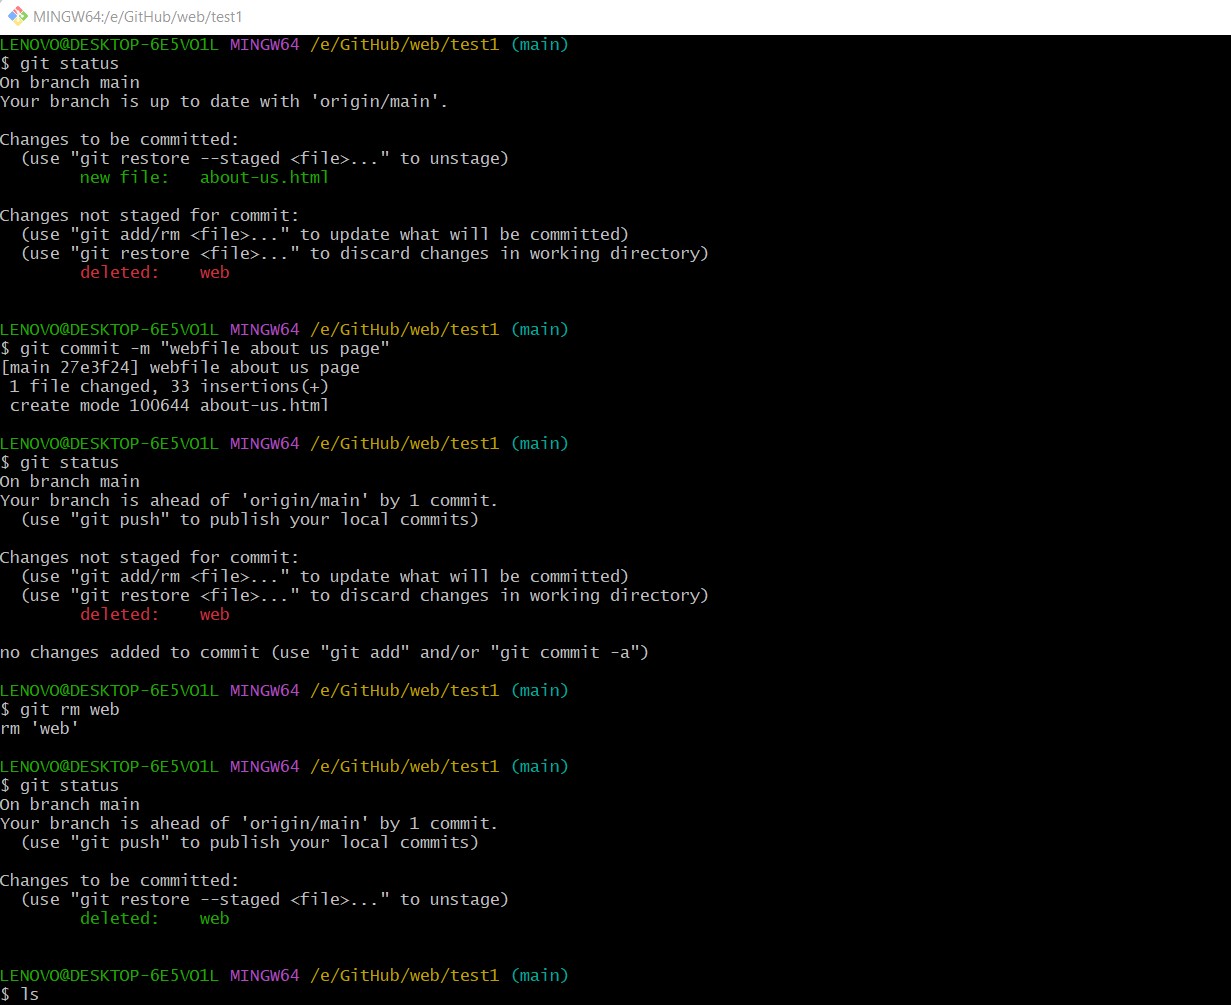 MINGW64:/e/GitHub/web/test1
LENOVO@DESKTOP-6E5VO1L MINGW64 /e/GitHub/web/test1 (main)
$ git status
On branch main
Your branch is up to date with 'origin/main'.
Changes to be committed:
  (use "git restore --staged <file>..." to unstage)
        new file:   about-us.html
Changes not staged for commit:
  (use "git add/rm <file>..." to update what will be committed)
  (use "git restore <file>..." to discard changes in working directory)
        deleted:    web
LENOVO@DESKTOP-6E5VO1L MINGW64 /e/GitHub/web/test1 (main)
$ git commit -m "webfile about us page"
[main 27e3f24] webfile about us page
 1 file changed, 33 insertions(+)
 create mode 100644 about-us.html
LENOVO@DESKTOP-6E5VO1L MINGW64 /e/GitHub/web/test1 (main)
$ git status
On branch main
Your branch is ahead of 'origin/main' by 1 commit.
  (use "git push" to publish your local commits)
Changes not staged for commit:
  (use "git add/rm <file>..." to update what will be committed)
  (use "git restore <file>..." to discard changes in working directory)
        deleted:    web
no changes added to commit (use "git add" and/or "git commit -a")
LENOVO@DESKTOP-6E5VO1L MINGW64 /e/GitHub/web/test1 (main)
$ git rm web
rm 'web'
LENOVO@DESKTOP-6E5VO1L MINGW64 /e/GitHub/web/test1 (main)
$ git status
On branch main
Your branch is ahead of 'origin/main' by 1 commit.
  (use "git push" to publish your local commits)
Changes to be committed:
  (use "git restore --staged <file>..." to unstage)
        deleted:    web
LENOVO@DESKTOP-6E5VO1L MINGW64 /e/GitHub/web/test1 (main)
$ ls